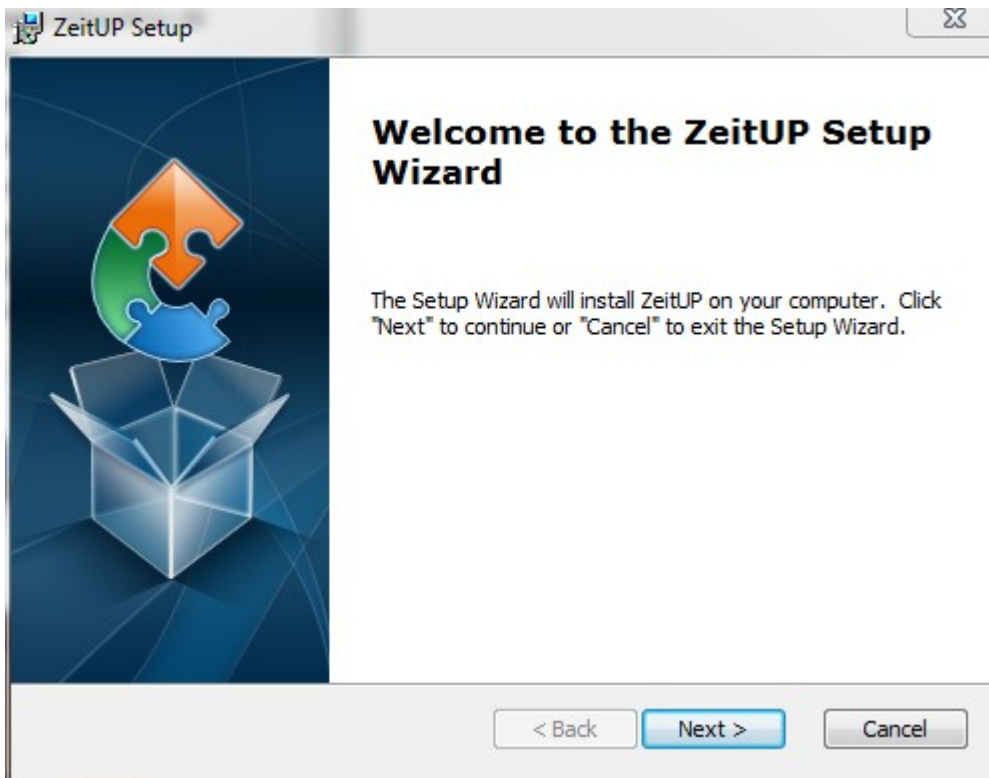 ZeitUP Setup
Welcome to the ZeitUP Setup
Wizard
The Setup Wizard will install ZeitUP on your computer. Click
"Next" to continue or "Cancel" to exit the Setup Wizard.
< Back
Next >
Cancel